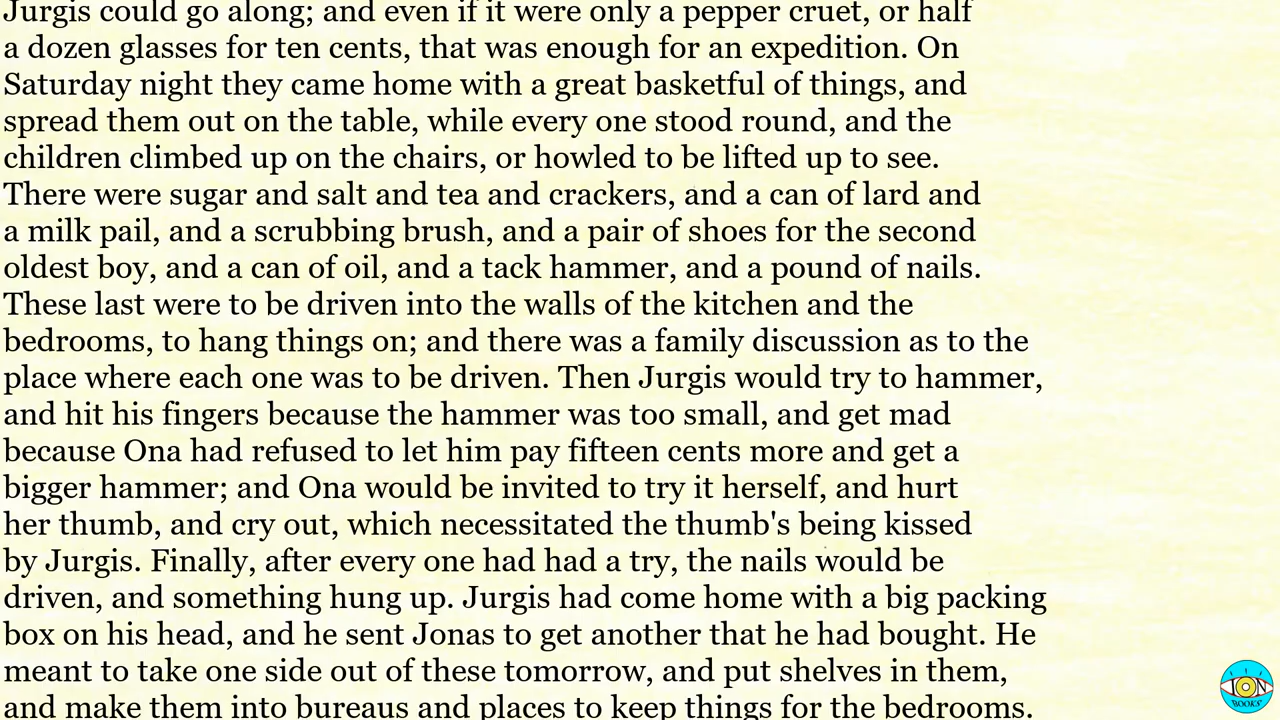 Jurgis could go along; and even if it were only a pepper cruet, or half
a dozen glasses for ten cents, that was enough for an expedition. On
Saturday night they came home with a great basketful of things, and
spread them out on the table, while every one stood round, and the
children climbed up on the chairs, or howled to be lifted up to see.
There were sugar and salt and tea and crackers, and a can of lard and
a milk pail, and a scrubbing brush, and a pair of shoes for the second
oldest boy, and a can of oil, and a tack hammer, and a pound of nails.
These last were to be driven into the walls of the kitchen and the
bedrooms, to hang things on; and there was a family discussion as to the
place where each one was to be driven. Then Jurgis would try to hammer,
and hit his fingers because the hammer was too small, and get mad
because Ona had refused to let him pay fifteen cents more and get a
bigger hammer; and Ona would be invited to try it herself, and hurt
her thumb, and cry out, which necessitated the thumb's being kissed
by Jurgis. Finally, after every one had had a try, the nails would be
driven, and something hung up. Jurgis had come home with a big packing
box on his head, and he sent Jonas to get another that he had bought. He
meant to take one side out of these tomorrow, and put shelves in them,
and make them into bureaus and places to keep things for the bedrooms.
ION
BOOKS